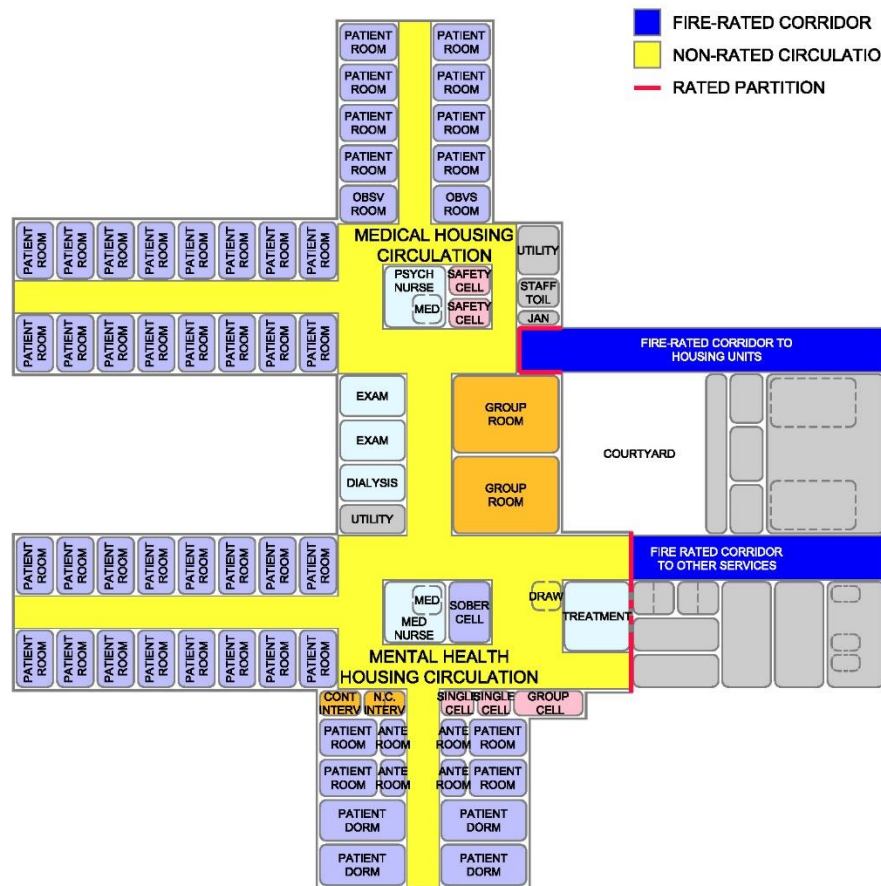 FIRE-RATED CORRIDOR
NON-RATED CIRCULATIO
RATED PARTITION
PATIENT ROOM PATIENT ROOM
PATIENT ROOM PATIENT ROOM
PATIENT ROOM PATIENT ROOM
PATIENT ROOM PATIENT ROOM
OBSV ROOM OBVS ROOM
PATIENT ROOM PATIENT ROOM PATIENT ROOM PATIENT ROOM PATIENT ROOM PATIENT ROOM PATIENT ROOM PATIENT ROOM
MEDICAL HOUSING
CIRCULATION
UTILITY
PSYCH
NURSE
MED
SAFETY
CELL
SAFETY
CELL
STAFF
TOIL
JAN
PATIENT ROOM PATIENT ROOM PATIENT ROOM PATIENT ROOM PATIENT ROOM PATIENT ROOM PATIENT ROOM PATIENT ROOM
FIRE-RATED CORRIDOR TO
HOUSING UNITS
EXAM
EXAM
DIALYSIS
UTILITY
GROUP
ROOM
GROUP
ROOM
COURTYARD
PATIENT ROOM PATIENT ROOM PATIENT ROOM PATIENT ROOM PATIENT ROOM PATIENT ROOM PATIENT ROOM PATIENT ROOM
FIRE RATED CORRIDOR
TO OTHER SERVICES
MED
MED
NURSE
SOBER
CELL
DRAW
TREATMENT
PATIENT ROOM PATIENT ROOM PATIENT ROOM PATIENT ROOM PATIENT ROOM PATIENT ROOM PATIENT ROOM PATIENT ROOM
MENTAL HEALTH
HOUSING CIRCULATION
CONT
INTERV
N.C.
INTERV
SINGLE
CELL
SINGLE
CELL
GROUP
CELL
PATIENT ROOM ANTE ROOM ANTE ROOM PATIENT ROOM
PATIENT ROOM ANTE ROOM ANTE ROOM PATIENT ROOM
PATIENT DORM PATIENT DORM
PATIENT DORM PATIENT DORM